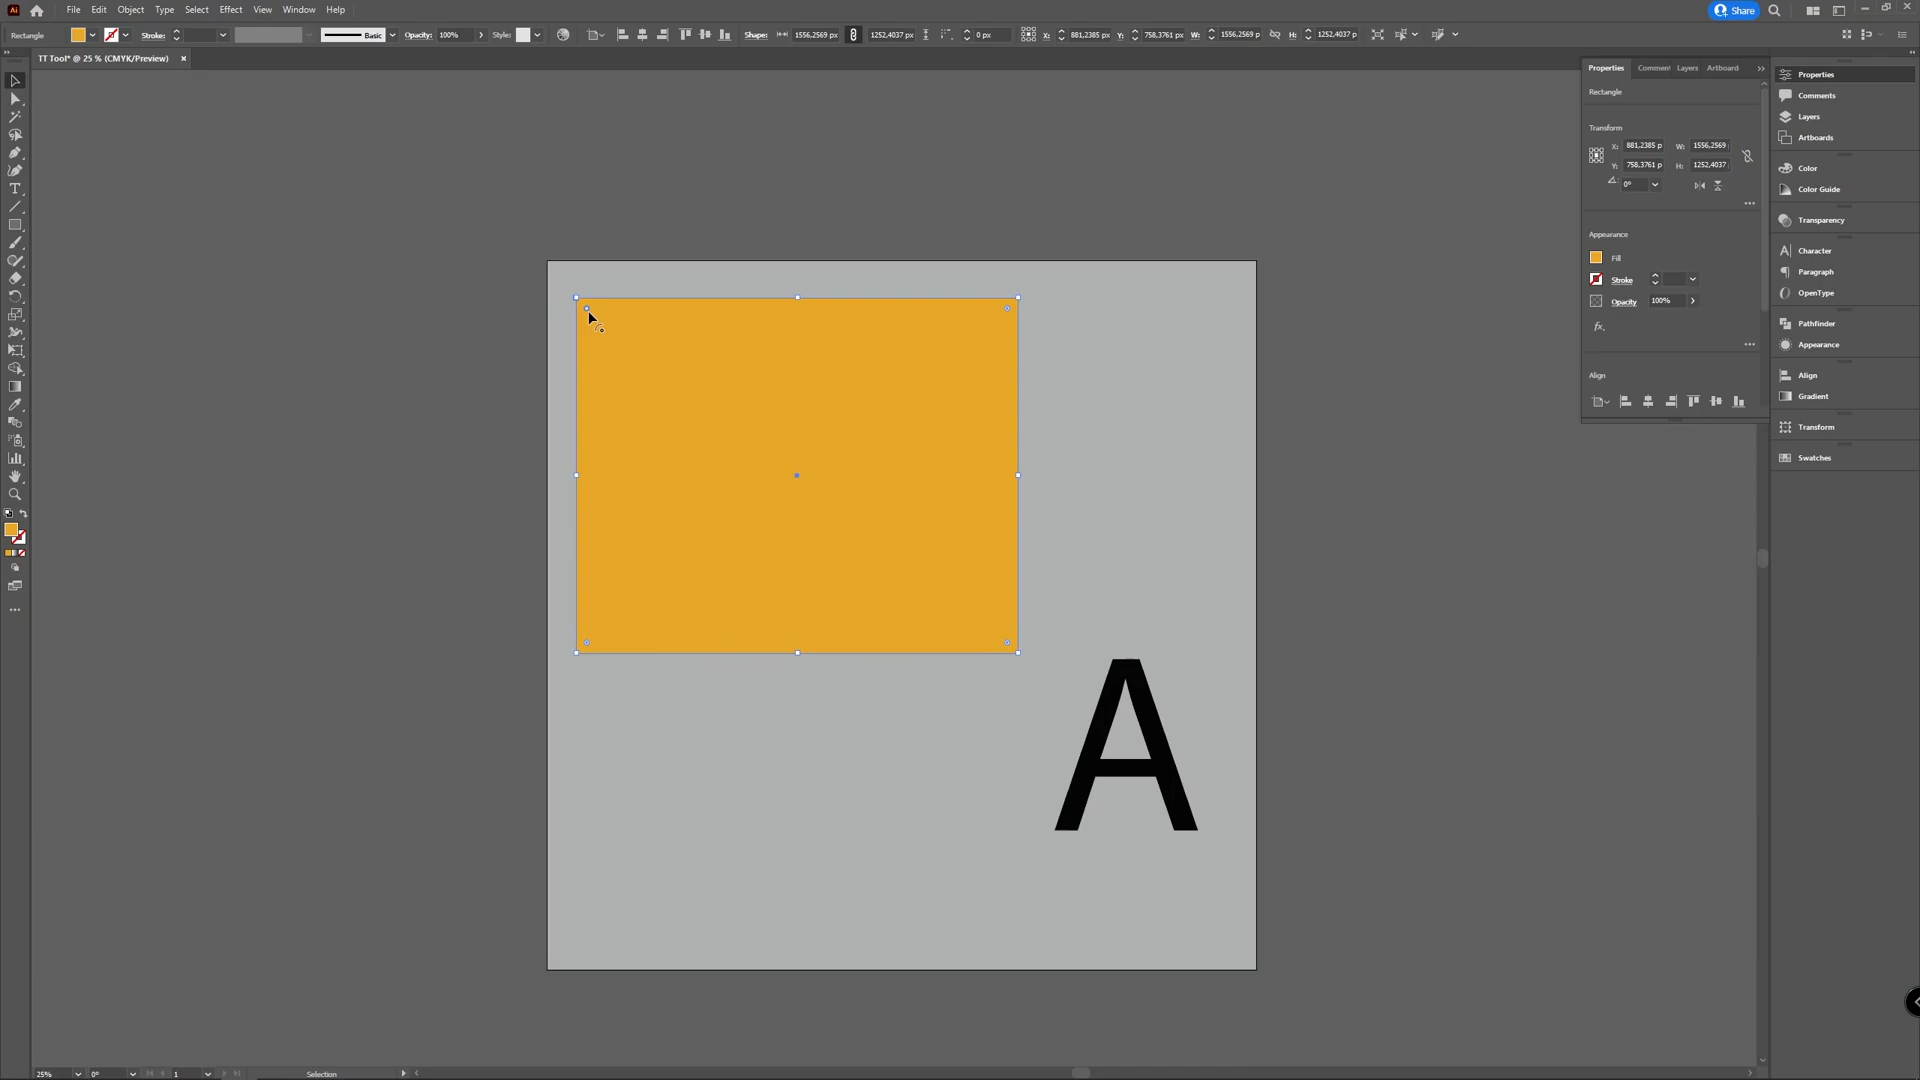 Ai File Edit Object Type Select Effect View Window Help Share
Rectangle Stroke: Basic Opacity: 100% Style: Shape: 1556,2569 px 1252,4037 px 0 px X: 881,2385 px Y: 758,3761 px W: 1556,2569 p H: 1252,4037 p
TT Tool* @ 25 % (CMYK/Preview) ×
Properties Comment Layers Artboard
Rectangle
Transform
X: 881,2385 p W: 1556,2569
Y: 758,3761 p H: 1252,4037
0°
Appearance
Fill
Stroke
Opacity 100%
fx.
Align
Properties
Comments
Layers
Artboards
Color
Color Guide
Transparency
Character
Paragraph
OpenType
Pathfinder
Appearance
Align
Gradient
Transform
Swatches
A
25% 0° 1 Selection